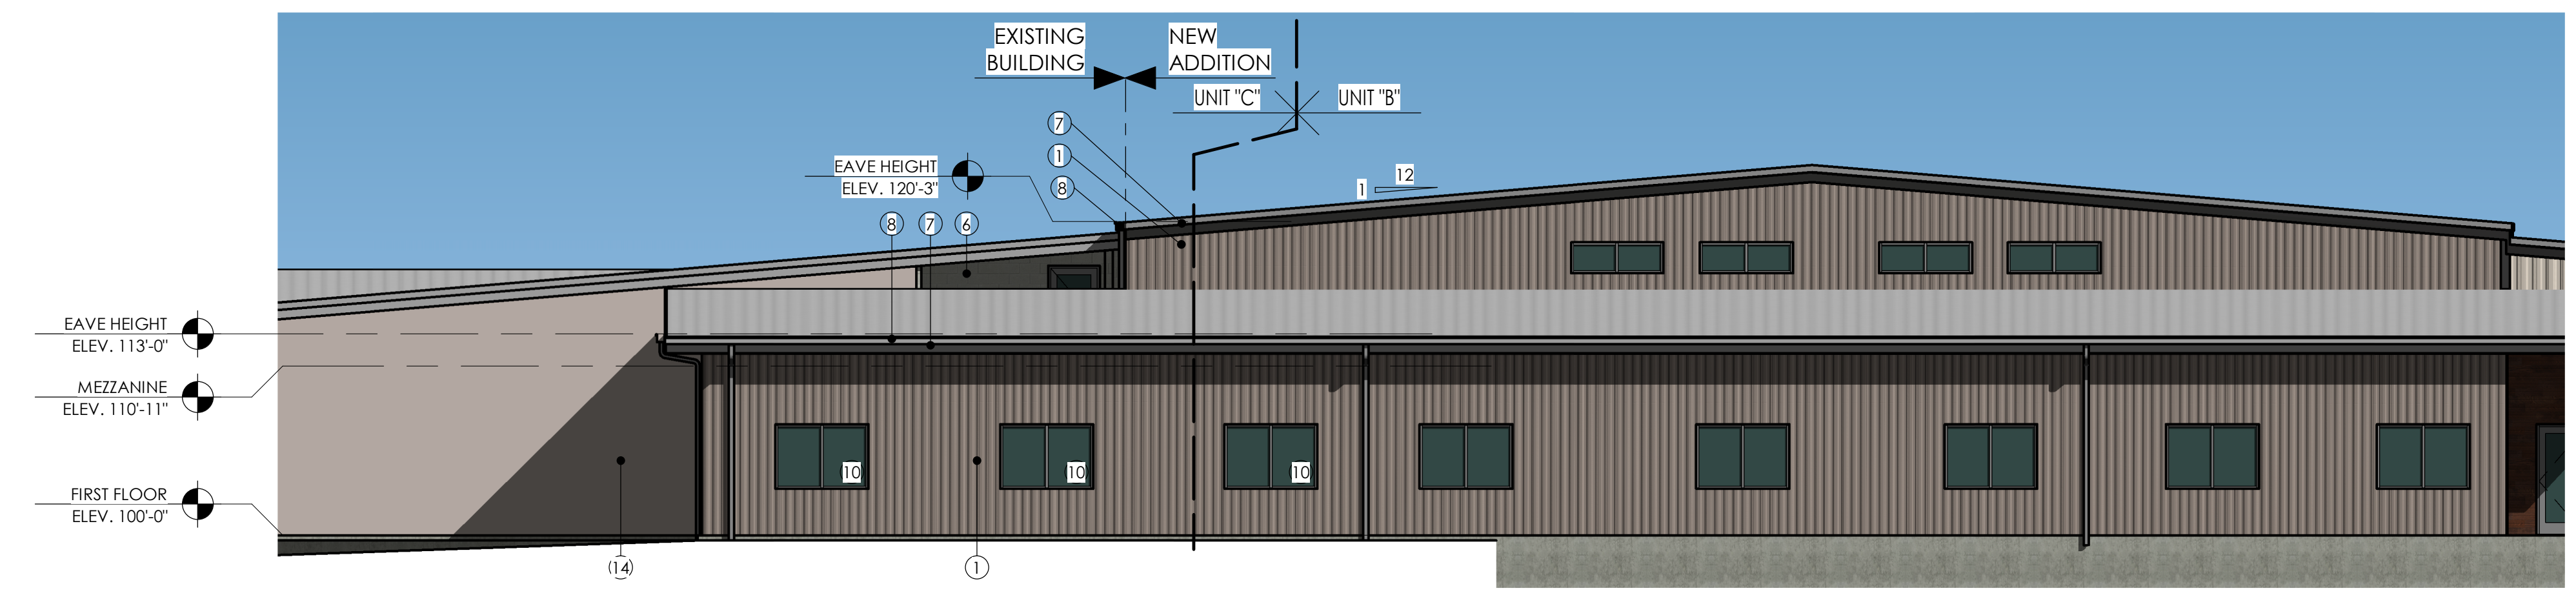 EXISTING
BUILDING
NEW
ADDITION
UNIT "C"
UNIT "B"
7
1
8
EAVE HEIGHT
ELEV. 120'-3"
12
1
8
7
6
EAVE HEIGHT
ELEV. 113'-0"
MEZZANINE
ELEV. 110'-11"
10
10
10
FIRST FLOOR
ELEV. 100'-0"
14
1